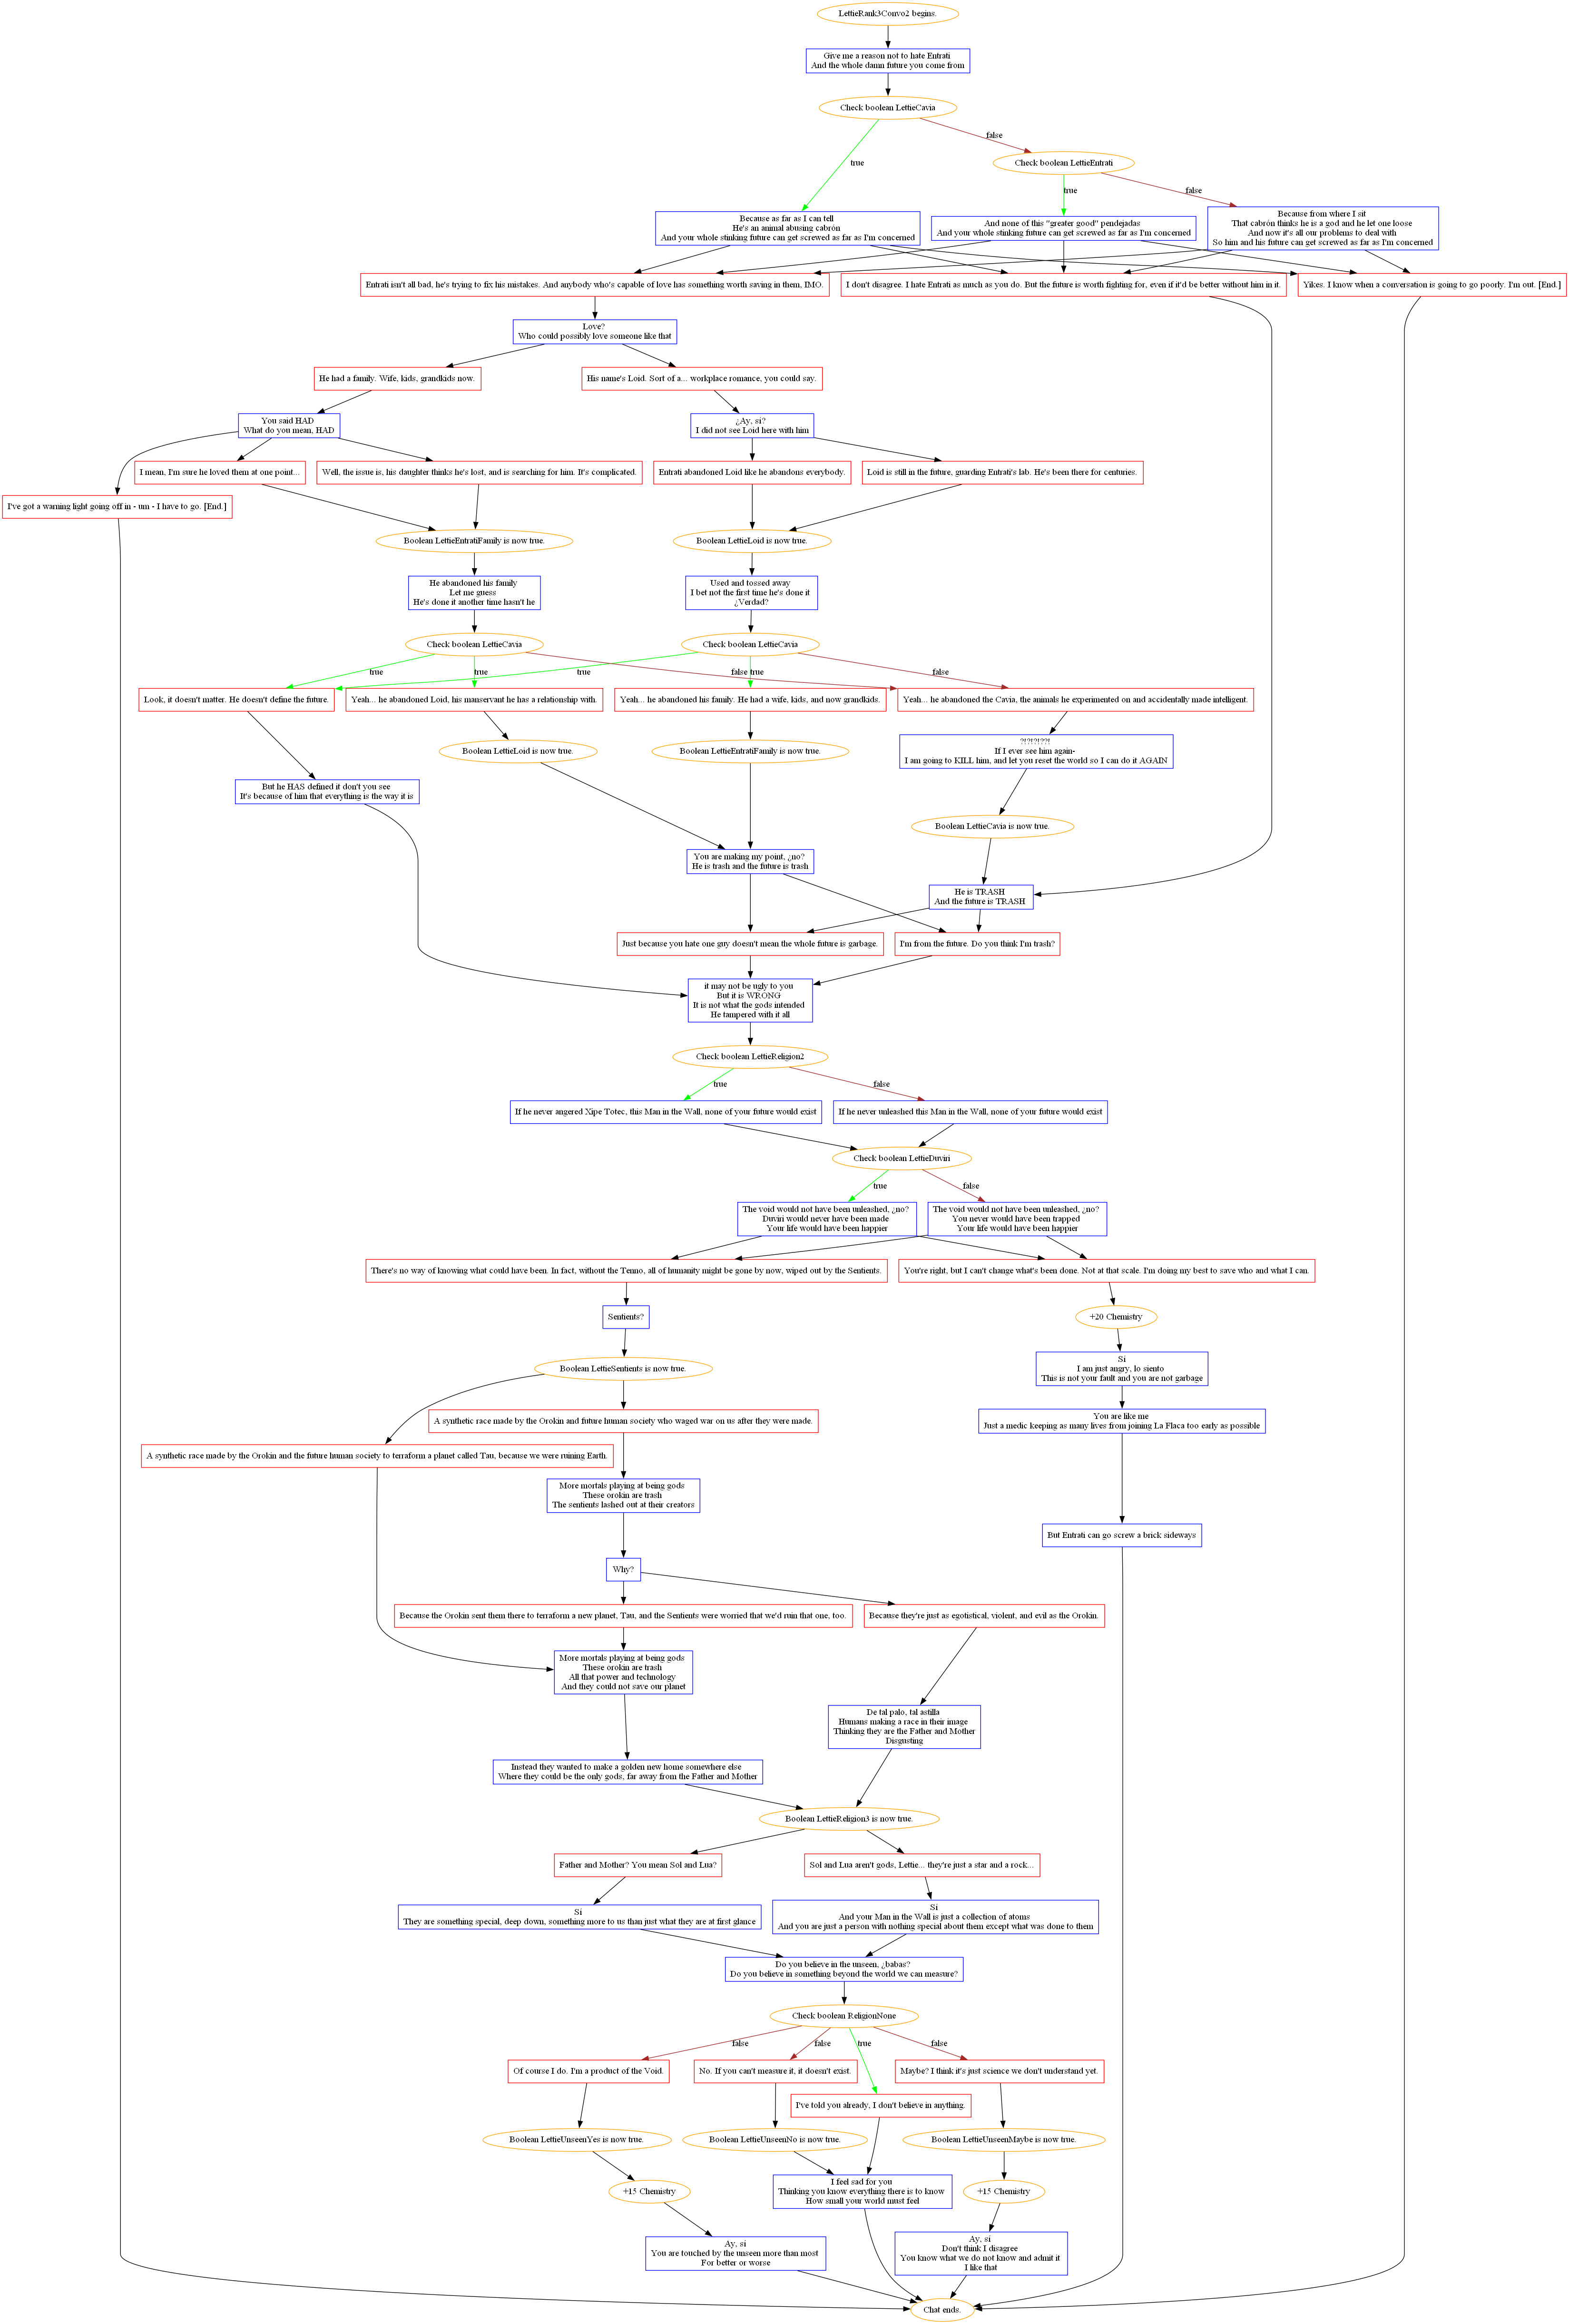 LettieRank3Convo2 begins.
Give me a reason not to hate Entrati
And the whole damn future you come from
Check boolean LettieCavia
false
true
Check boolean LettieEntrati
true
false
Because as far as I can tell
He's an animal abusing cabrón
And your whole stinking future can get screwed as far as I'm concerned
And none of this "greater good" pendejadas
And your whole stinking future can get screwed as far as I'm concerned
Because from where I sit
That cabrón thinks he is a god and he let one loose
And now it's all our problems to deal with
So him and his future can get screwed as far as I'm concerned
Entrati isn't all bad, he's trying to fix his mistakes. And anybody who's capable of love has something worth saving in them, IMO.
I don't disagree. I hate Entrati as much as you do. But the future is worth fighting for, even if it'd be better without him in it.
Yikes. I know when a conversation is going to go poorly. I'm out. [End.]
Love?
Who could possibly love someone like that
He had a family. Wife, kids, grandkids now.
His name's Loid. Sort of a... workplace romance, you could say.
You said HAD
What do you mean, HAD
¿Ay, si?
I did not see Loid here with him
I mean, I'm sure he loved them at one point...
Well, the issue is, his daughter thinks he's lost, and is searching for him. It's complicated.
Entrati abandoned Loid like he abandons everybody.
Loid is still in the future, guarding Entrati's lab. He's been there for centuries.
I've got a warning light going off in - um - I have to go. [End.]
Boolean LettieEntratiFamily is now true.
Boolean LettieLoid is now true.
He abandoned his family
Let me guess
He's done it another time hasn't he
Used and tossed away
I bet not the first time he's done it
¿Verdad?
Check boolean LettieCavia
Check boolean LettieCavia
true
true
true
false
true
false
Look, it doesn't matter. He doesn't define the future.
Yeah... he abandoned Loid, his manservant he has a relationship with.
Yeah... he abandoned his family. He had a wife, kids, and now grandkids.
Yeah... he abandoned the Cavia, the animals he experimented on and accidentally made intelligent.
Boolean LettieLoid is now true.
Boolean LettieEntratiFamily is now true.
?!?!?!??!
If I ever see him again-
I am going to KILL him, and let you reset the world so I can do it AGAIN
But he HAS defined it don't you see
It's because of him that everything is the way it is
Boolean LettieCavia is now true.
You are making my point, ¿no?
He is trash and the future is trash
He is TRASH
And the future is TRASH
Just because you hate one guy doesn't mean the whole future is garbage.
I'm from the future. Do you think I'm trash?
it may not be ugly to you
But it is WRONG
It is not what the gods intended
He tampered with it all
Check boolean LettieReligion2
true
false
If he never angered Xipe Totec, this Man in the Wall, none of your future would exist
If he never unleashed this Man in the Wall, none of your future would exist
Check boolean LettieDuviri
true
false
The void would not have been unleashed, ¿no?
Duviri would never have been made
Your life would have been happier
The void would not have been unleashed, ¿no?
You never would have been trapped
Your life would have been happier
There's no way of knowing what could have been. In fact, without the Tenno, all of humanity might be gone by now, wiped out by the Sentients.
You're right, but I can't change what's been done. Not at that scale. I'm doing my best to save who and what I can.
Sentients?
+20 Chemistry
Boolean LettieSentients is now true.
Sí
I am just angry, lo siento
This is not your fault and you are not garbage
A synthetic race made by the Orokin and future human society who waged war on us after they were made.
You are like me
Just a medic keeping as many lives from joining La Flaca too early as possible
A synthetic race made by the Orokin and the future human society to terraform a planet called Tau, because we were ruining Earth.
More mortals playing at being gods
These orokin are trash
The sentients lashed out at their creators
But Entrati can go screw a brick sideways
Why?
Because the Orokin sent them there to terraform a new planet, Tau, and the Sentients were worried that we'd ruin that one, too.
Because they're just as egotistical, violent, and evil as the Orokin.
More mortals playing at being gods
These orokin are trash
All that power and technology
And they could not save our planet
De tal palo, tal astilla
Humans making a race in their image
Thinking they are the Father and Mother
Disgusting
Instead they wanted to make a golden new home somewhere else
Where they could be the only gods, far away from the Father and Mother
Boolean LettieReligion3 is now true.
Father and Mother? You mean Sol and Lua?
Sol and Lua aren't gods, Lettie... they're just a star and a rock...
Sí
They are something special, deep down, something more to us than just what they are at first glance
Sí
And your Man in the Wall is just a collection of atoms
And you are just a person with nothing special about them except what was done to them
Do you believe in the unseen, ¿babas?
Do you believe in something beyond the world we can measure?
Check boolean ReligionNone
false
false
true
false
Of course I do. I'm a product of the Void.
No. If you can't measure it, it doesn't exist.
Maybe? I think it's just science we don't understand yet.
I've told you already, I don't believe in anything.
Boolean LettieUnseenYes is now true.
Boolean LettieUnseenNo is now true.
Boolean LettieUnseenMaybe is now true.
+15 Chemistry
I feel sad for you
Thinking you know everything there is to know
How small your world must feel
+15 Chemistry
Ay, si
You are touched by the unseen more than most
For better or worse
Ay, si
Don't think I disagree
You know what we do not know and admit it
I like that
Chat ends.